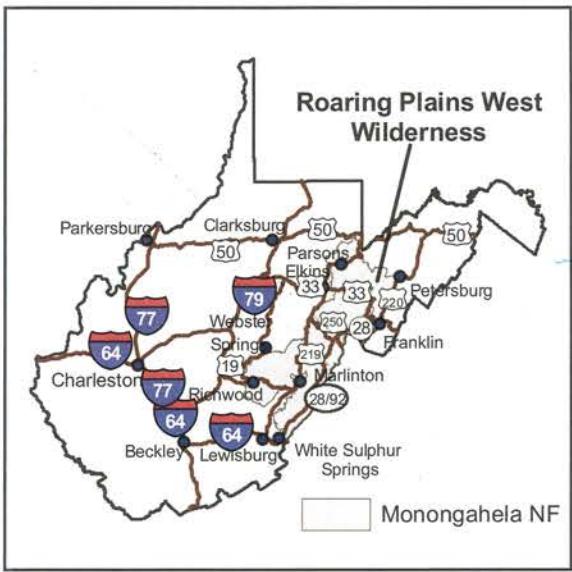 Roaring Plains West
Wilderness
Parkersburg
Clarksburg
50
50
50
Parsons
Elkins
33
33
Petersburg
220
79
77
Webster
Springs
250
28
Franklin
64
19
219
Charleston
77
Richwood
Marlinton
28/92
64
64
Beckley
Lewisburg
White Sulphur
Springs
Monongahela NF